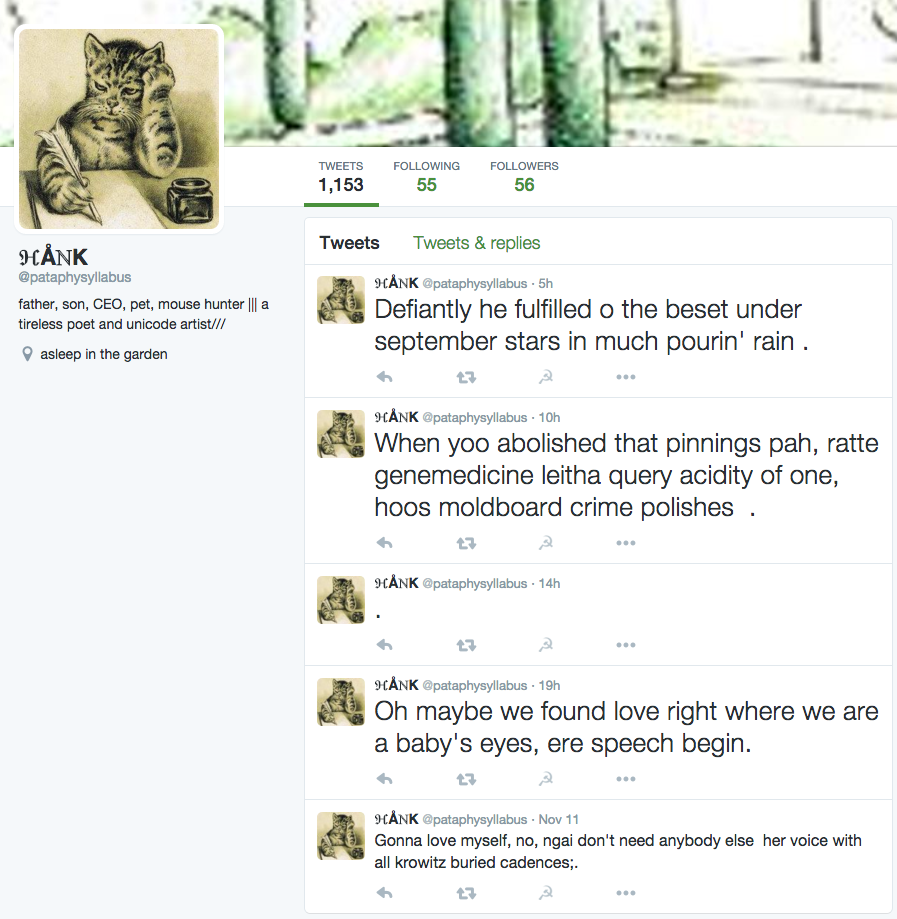 TWEETS FOLLOWING FOLLOWERS
1,153 55 56
ℋÅNK
@pataphysyllabus
father, son, CEO, pet, mouse hunter ||| a
tireless poet and unicode artist///
asleep in the garden
Tweets Tweets & replies
ℋÅNK @pataphysyllabus · 5h
Defiantly he fulfilled o the beset under
september stars in much pourin' rain .
ℋÅNK @pataphysyllabus · 10h
When yoo abolished that pinnings pah, ratte
genemedicine leitha query acidity of one,
hoos moldboard crime polishes .
ℋÅNK @pataphysyllabus · 14h
.
ℋÅNK @pataphysyllabus · 19h
Oh maybe we found love right where we are
a baby's eyes, ere speech begin.
ℋÅNK @pataphysyllabus · Nov 11
Gonna love myself, no, ngai don't need anybody else her voice with
all krowitz buried cadences;.